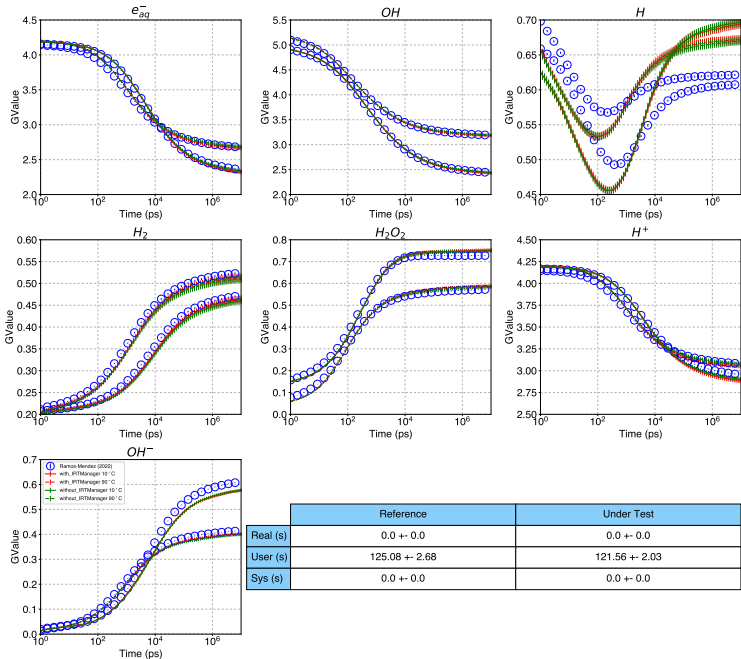 e⁻aq
OH
H
4.5
4.0
3.5
3.0
2.5
2.0
GValue
10⁰ 10² 10⁴ 10⁶
Time (ps)
5.5
5.0
4.5
4.0
3.5
3.0
2.5
2.0
GValue
10⁰ 10² 10⁴ 10⁶
Time (ps)
0.70
0.65
0.60
0.55
0.50
0.45
GValue
10⁰ 10² 10⁴ 10⁶
Time (ps)
H₂
H₂O₂
H⁺
0.60
0.55
0.50
0.45
0.40
0.35
0.30
0.25
0.20
GValue
10⁰ 10² 10⁴ 10⁶
Time (ps)
0.8
0.7
0.6
0.5
0.4
0.3
0.2
0.1
0.0
GValue
10⁰ 10² 10⁴ 10⁶
Time (ps)
4.50
4.25
4.00
3.75
3.50
3.25
3.00
2.75
2.50
GValue
10⁰ 10² 10⁴ 10⁶
Time (ps)
OH⁻
0.7
0.6
0.5
0.4
0.3
0.2
0.1
0.0
GValue
10⁰ 10² 10⁴ 10⁶
Time (ps)
Ramos-Mendez (2022)
with_IRTManager 10°C
with_IRTManager 90°C
without_IRTManager 10°C
without_IRTManager 90°C
Reference Under Test
Real (s) 0.0 +- 0.0 0.0 +- 0.0
User (s) 125.08 +- 2.68 121.56 +- 2.03
Sys (s) 0.0 +- 0.0 0.0 +- 0.0